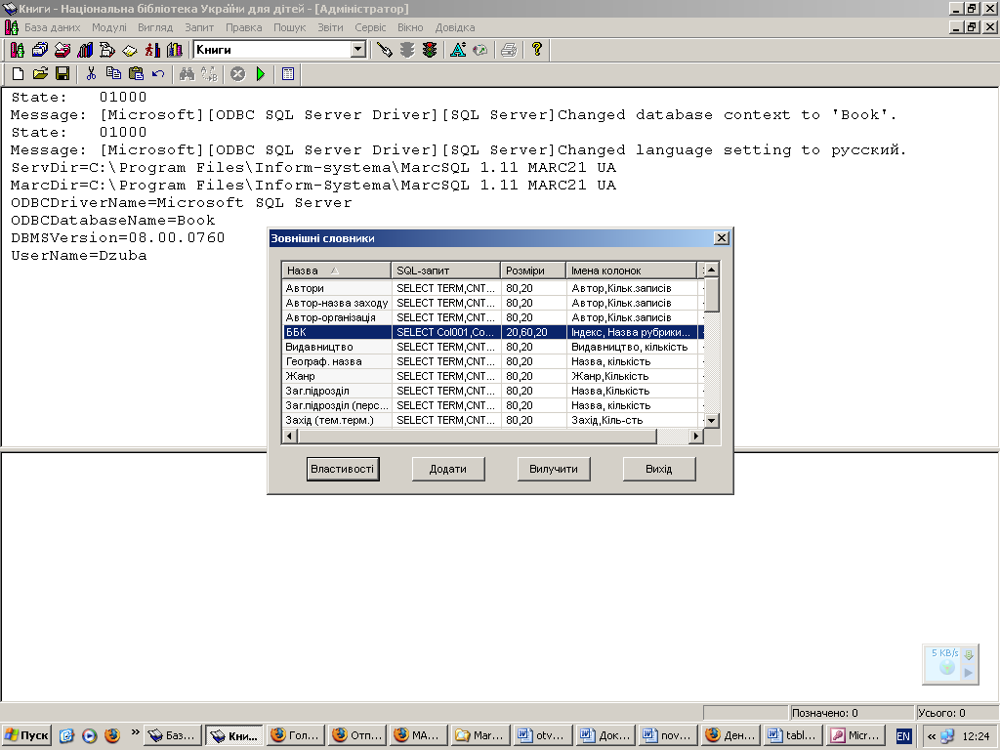 Книги - Національна бібліотека України для дітей - [Адміністратор]
База даних Модулі Вигляд Запит Правка Пошук Звіти Сервіс Вікно Довідка
Книги
State: 01000
Message: [Microsoft][ODBC SQL Server Driver][SQL Server]Changed database context to 'Book'.
State: 01000
Message: [Microsoft][ODBC SQL Server Driver][SQL Server]Changed language setting to русский.
ServDir=C:\Program Files\Inform-Systema\MarcSQL 1.11 MARC21 UA
MarcDir=C:\Program Files\Inform-systema\MarcSQL 1.11 MARC21 UA
ODBCDriverName=Microsoft SQL Server
ODBCDatabaseName=Book
DBMSVersion=08.00.0760
UserName=Dzuba
Зовнішні словники
Назва SQL-запит Розміри Імена колонок
Автори SELECT TERM,CNT... 80,20 Автор,Кільк.записів
Автор-назва заходу SELECT TERM,CNT... 80,20 Автор,Кільк.записів
Автор-організація SELECT TERM,CNT... 80,20 Автор,Кільк.записів
ББК SELECT Col001,Co... 20,60,20 Індекс, Назва рубрики...
Видавництво SELECT TERM,CNT... 80,20 Видавництво, кількість
Географ. назва SELECT TERM,CNT... 80,20 Назва, кількість
Жанр SELECT TERM,CNT... 80,20 Жанр,Кількість
Заг.підрозділ SELECT TERM,CNT... 80,20 Назва,Кількість
Заг.підрозділ (перс... SELECT TERM,CNT... 80,20 Назва, кількість
Захід (тем.терм.) SELECT TERM,CNT... 80,20 Захід,Кіль-сть
Властивості Додати Вилучити Вихід
5 KB/s
Позначено: 0 Усього: 0
Пуск » Баз... Кни... Гол... Отп... МА... Mar... otv... Док... nov... Ден... tabl... Micr... EN « 12:24